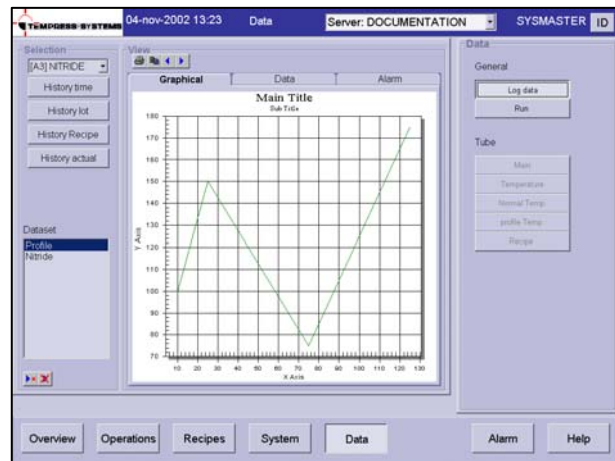 TEMPRESS SYSTEMS
04-nov-2002 13:23
Data
Server: DOCUMENTATION
SYSMASTER
ID
Selection
[A3] NITRIDE
History time
History lot
History Recipe
History actual
Dataset
Profile
Nitride
View
Graphical
Data
Alarm
Main Title
Sub Title
180
170
160
150
140
130
120
110
100
90
80
70
Y Axis
10 20 30 40 50 60 70 80 90 100 110 120 130
X Axis
Data
General
Log data
Run
Tube
Main
Temperature
Normal Temp.
profile Temp.
Recipe
Overview
Operations
Recipes
System
Data
Alarm
Help